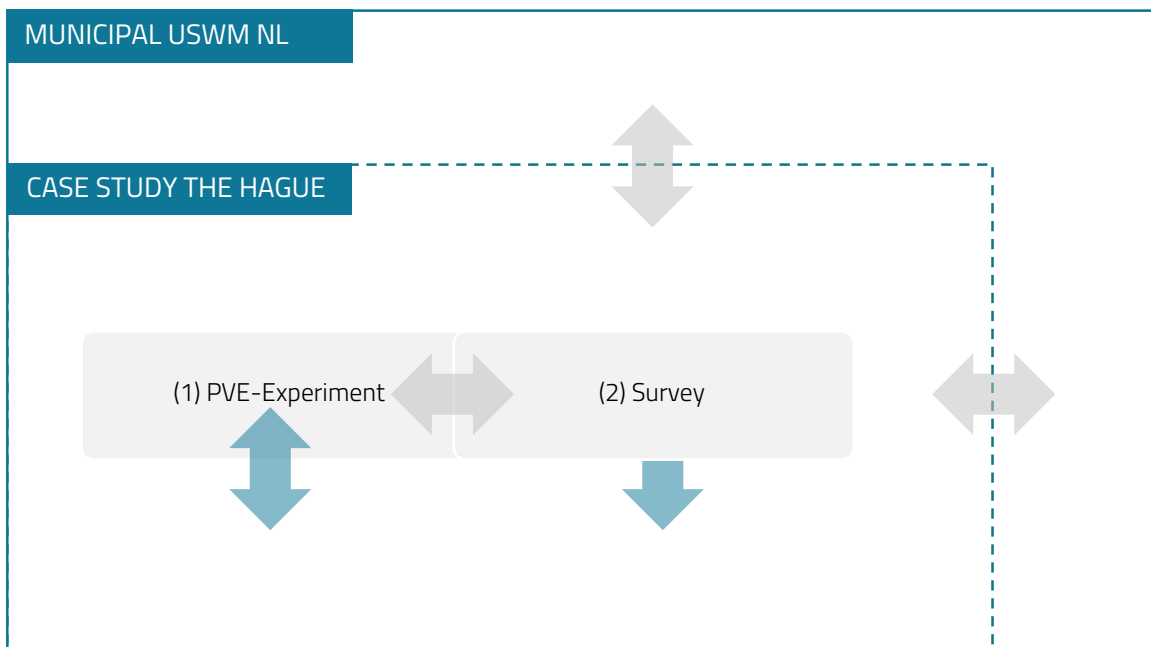 MUNICIPAL USWM NL
CASE STUDY THE HAGUE
(1) PVE-Experiment
(2) Survey